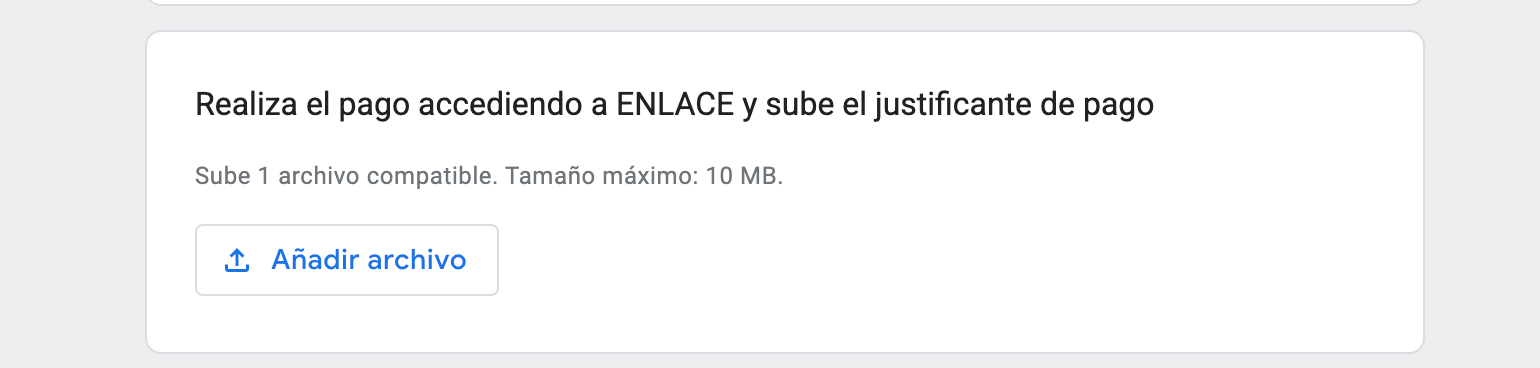 Realiza el pago accediendo a ENLACE y sube el justificante de pago
Sube 1 archivo compatible. Tamaño máximo: 10 MB.
Añadir archivo